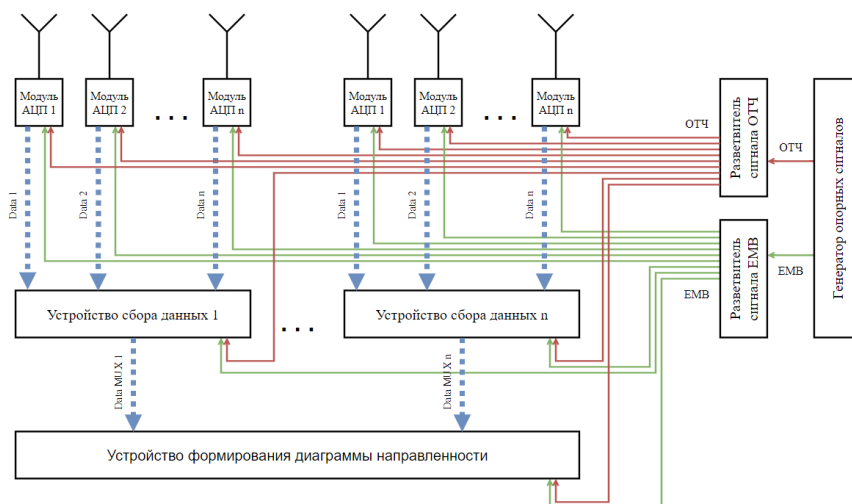 Модуль
АЦП 1
Модуль
АЦП 2
. . .
Модуль
АЦП n
Модуль
АЦП 1
Модуль
АЦП 2
. . .
Модуль
АЦП n
ОТЧ
Разветвитель
сигнала ОТЧ
ОТЧ
Генератор опорных сигналов
Data 1
Data 2
Data n
Data 1
Data 2
Data n
ЕМВ
Разветвитель
сигнала ЕМВ
ЕМВ
Устройство сбора данных 1
. . .
Устройство сбора данных n
Data MUX 1
Data MUX n
Устройство формирования диаграммы направленности